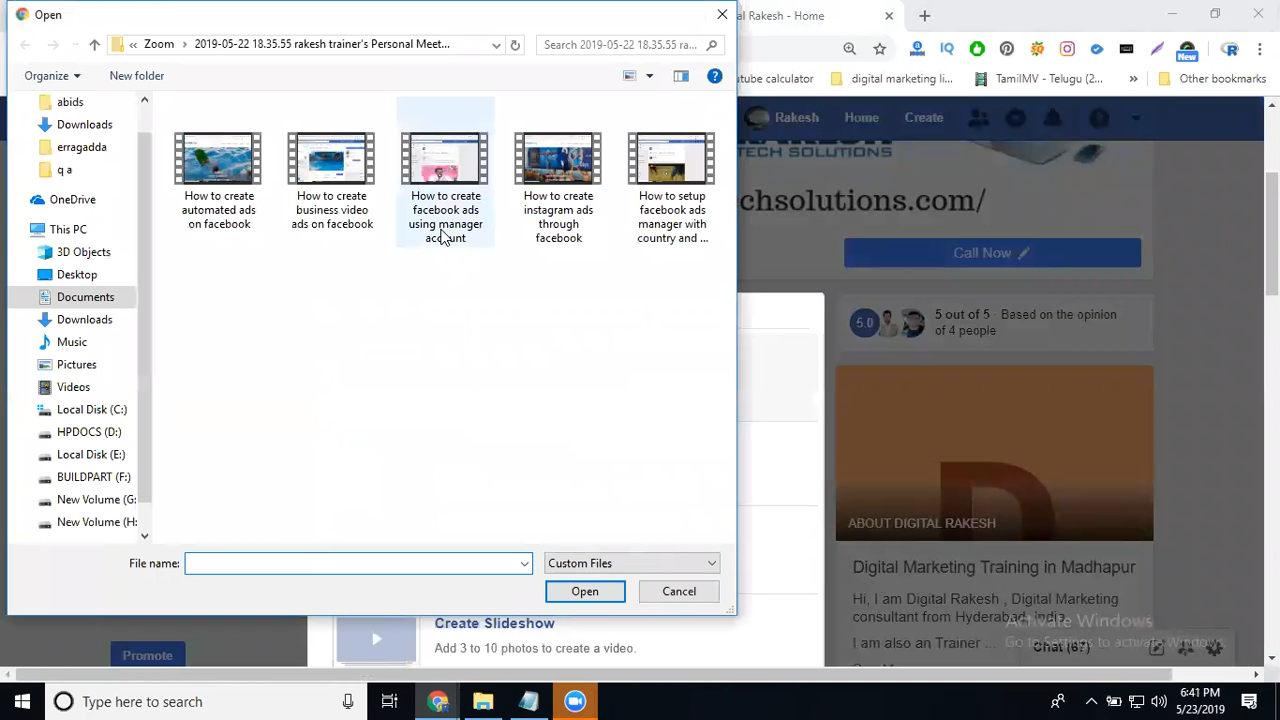 Open
al Rakesh - Home
« Zoom > 2019-05-22 18.35.55 rakesh trainer's Personal Meet...
Search 2019-05-22 18.35.55 ra...
New
Organize
New folder
utube calculator
digital marketing li...
TamilMV - Telugu (2...
»
Other bookmarks
abids
Downloads
erragadda
q a
OneDrive
This PC
3D Objects
Desktop
Documents
Downloads
Music
Pictures
Videos
Local Disk (C:)
HPDOCS (D:)
Local Disk (E:)
BUILDPART (F:)
New Volume (G:
New Volume (H:
How to create
automated ads
on facebook
How to create
business video
ads on facebook
How to create
facebook ads
using manager
account
How to create
instagram ads
through
facebook
How to setup
facebook ads
manager with
country and ...
File name:
Custom Files
Open
Cancel
Rakesh
Home
Create
TECH SOLUTIONS
chsolutions.com/
Call Now
5.0
5 out of 5 · Based on the
opinion
of 4 people
D
ABOUT DIGITAL RAKESH
Digital Marketing Training in Madhapur
Hi, I am Digital Rakesh , Digital Marketing
consultant from Hyderabad, india.
I am also an Trainer ...
Activate Windows
Go to Settings to activate Windows.
Chat (67)
Promote
Create Slideshow
Add 3 to 10 photos to create a video.
Type here to search
6:41 PM
5/23/2019